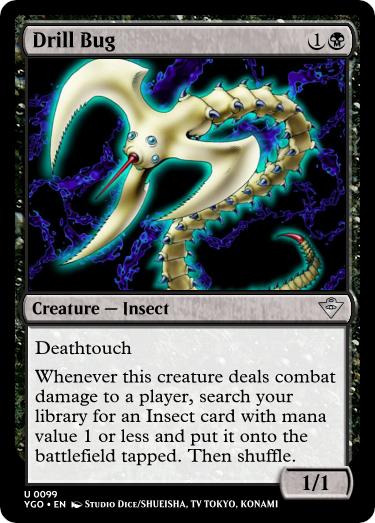 Drill Bug 1
Creature — Insect
Deathtouch
Whenever this creature deals combat
damage to a player, search your
library for an Insect card with mana
value 1 or less and put it onto the
battlefield tapped. Then shuffle.
1/1
U 0099
YGO • EN Studio Dice/SHUEISHA, TV TOKYO, KONAMI